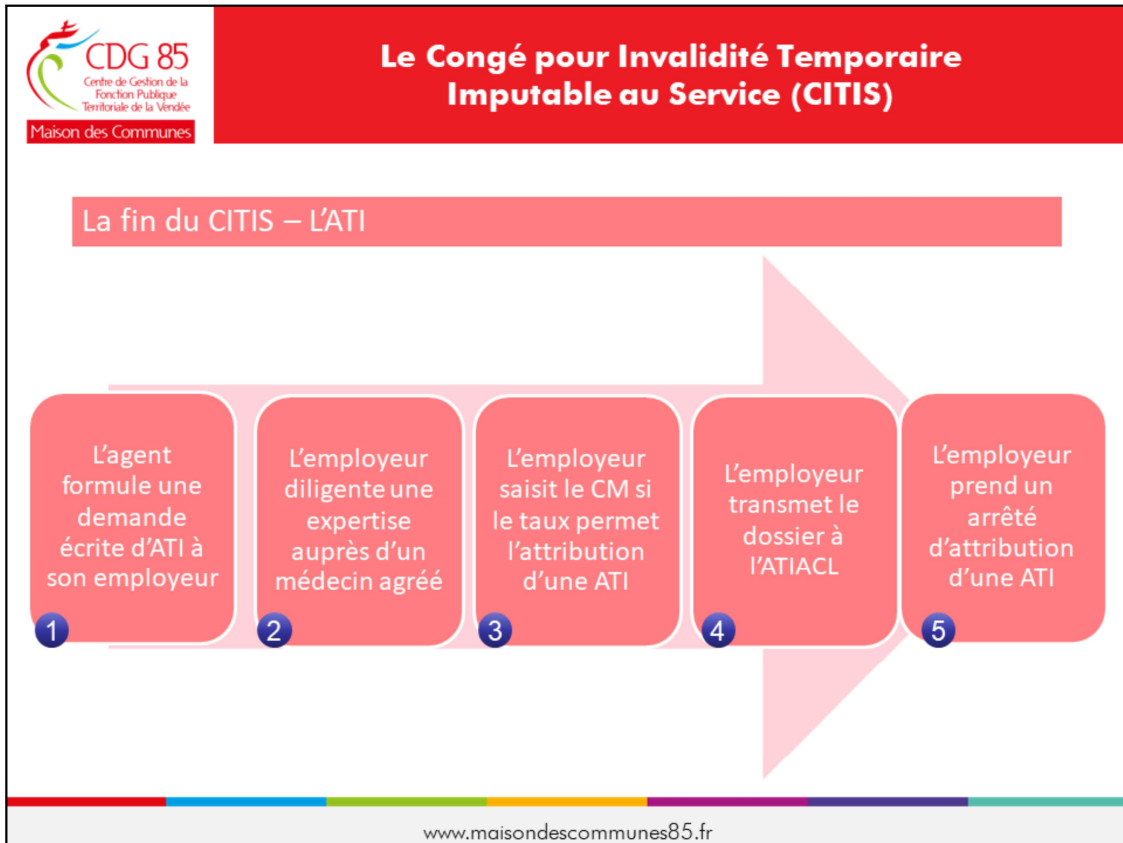 CDG 85
Centre de Gestion de la
Fonction Publique
Territoriale de la Vendée
Maison des Communes
Le Congé pour Invalidité Temporaire
Imputable au Service (CITIS)
La fin du CITIS – L'ATI
L'agent
formule une
demande
écrite d'ATI à
son employeur
1
L'employeur
diligente une
expertise
auprès d'un
médecin agréé
2
L'employeur
saisit le CM si
le taux permet
l'attribution
d'une ATI
3
L'employeur
transmet le
dossier à
l'ATIACL
4
L'employeur
prend un
arrêté
d'attribution
d'une ATI
5
www.maisondescommunes85.fr